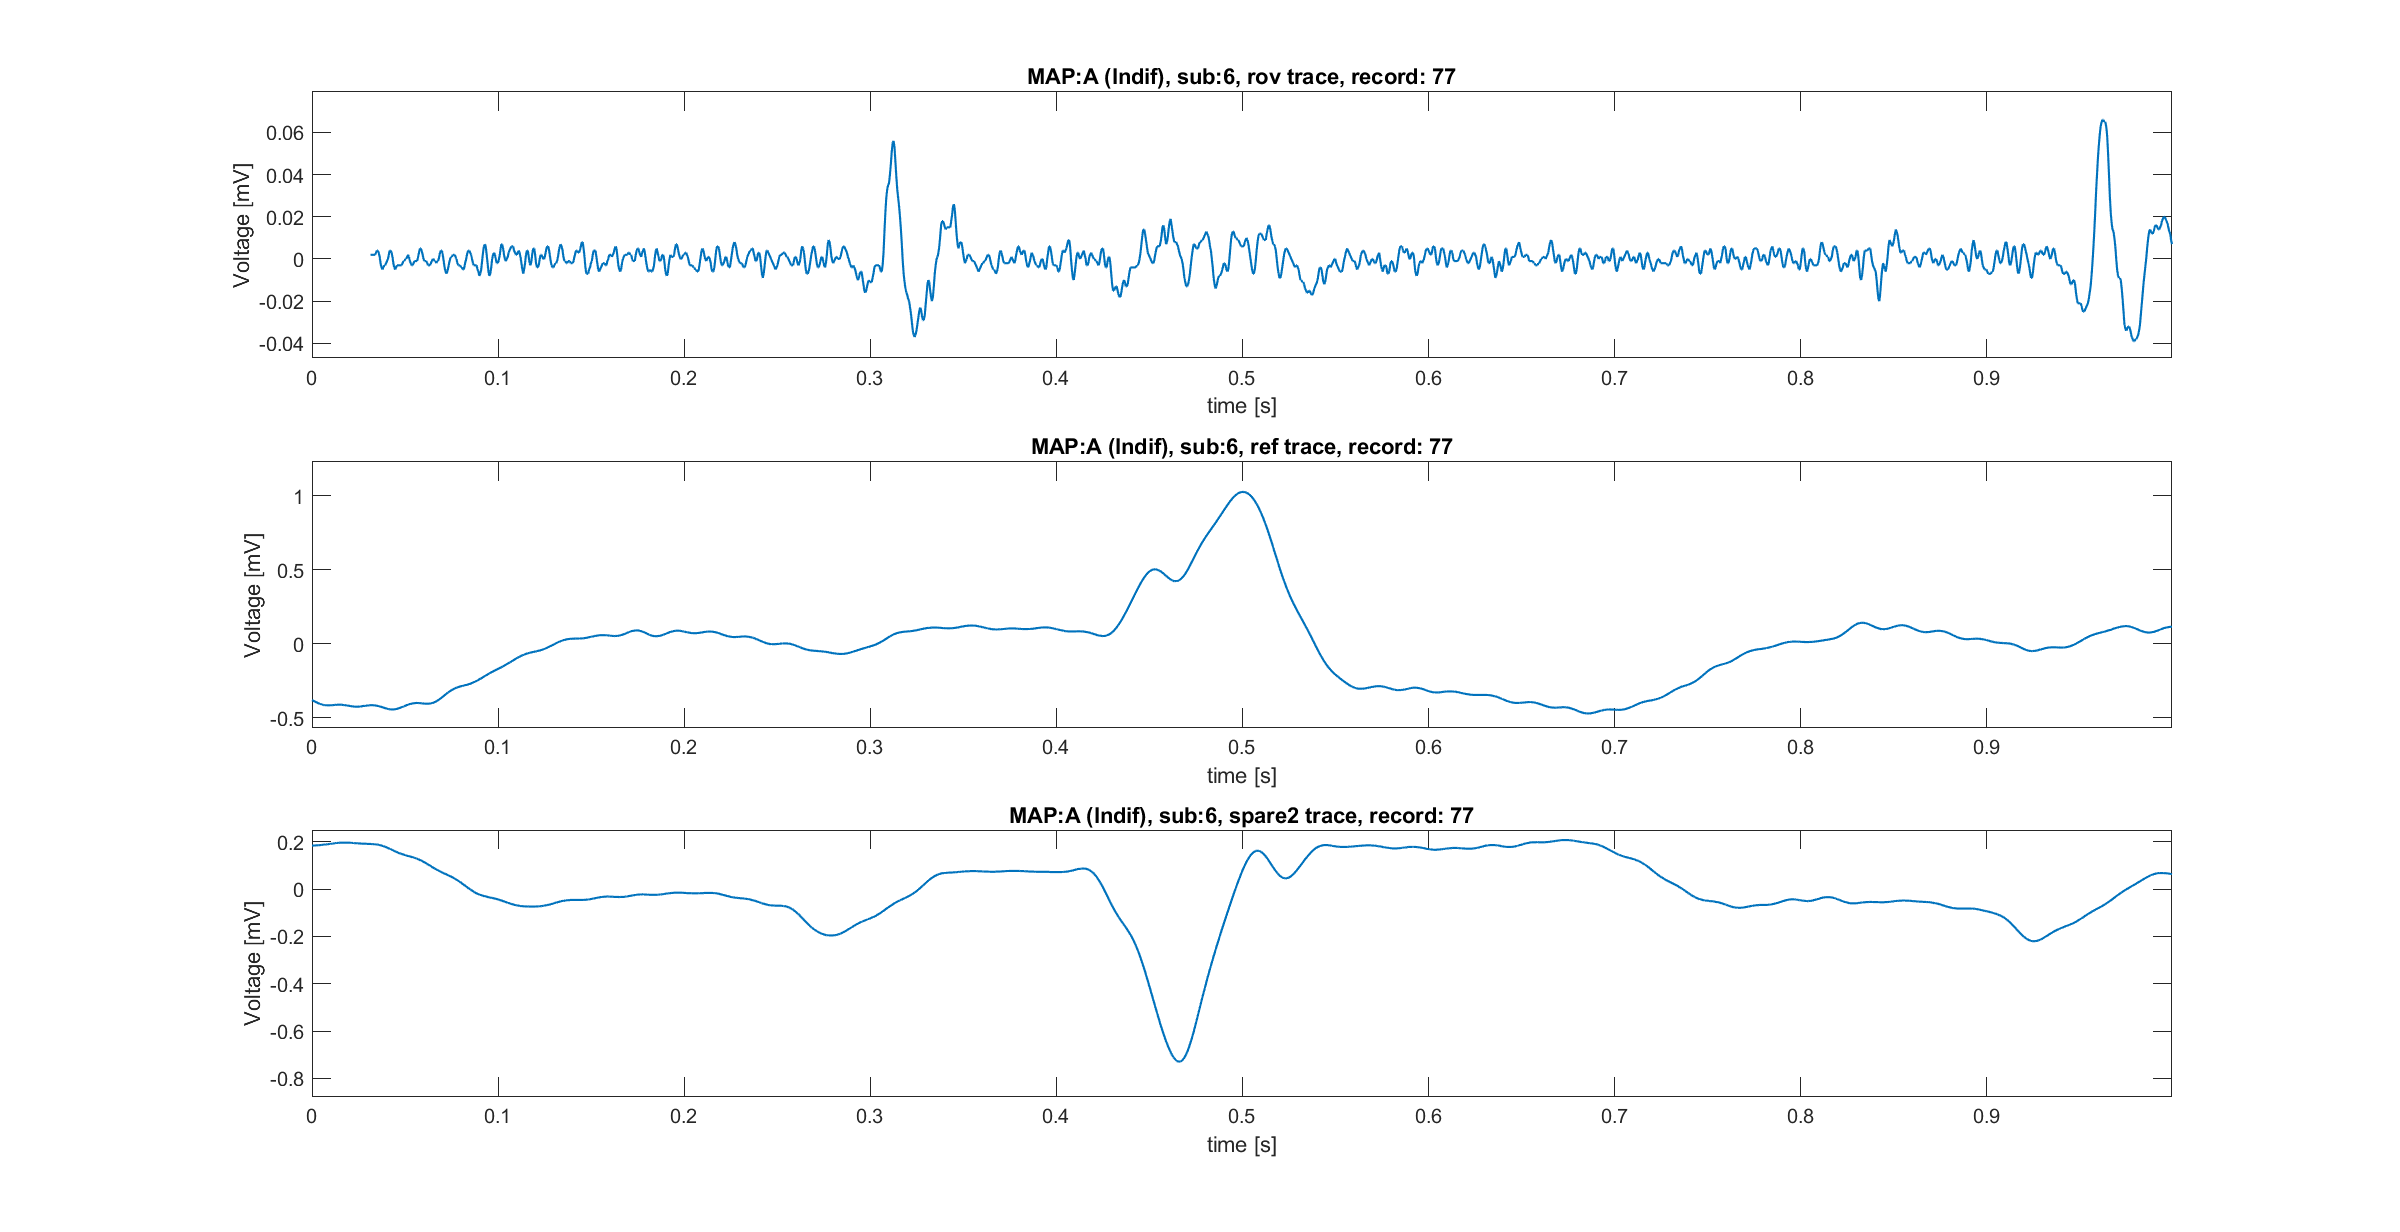 MAP:A (Indif), sub:6, rov trace, record: 77
Voltage [mV]
0.06
0.04
0.02
0
-0.02
-0.04
0 0.1 0.2 0.3 0.4 0.5 0.6 0.7 0.8 0.9
time [s]
MAP:A (Indif), sub:6, ref trace, record: 77
Voltage [mV]
1
0.5
0
-0.5
0 0.1 0.2 0.3 0.4 0.5 0.6 0.7 0.8 0.9
time [s]
MAP:A (Indif), sub:6, spare2 trace, record: 77
Voltage [mV]
0.2
0
-0.2
-0.4
-0.6
-0.8
0 0.1 0.2 0.3 0.4 0.5 0.6 0.7 0.8 0.9
time [s]